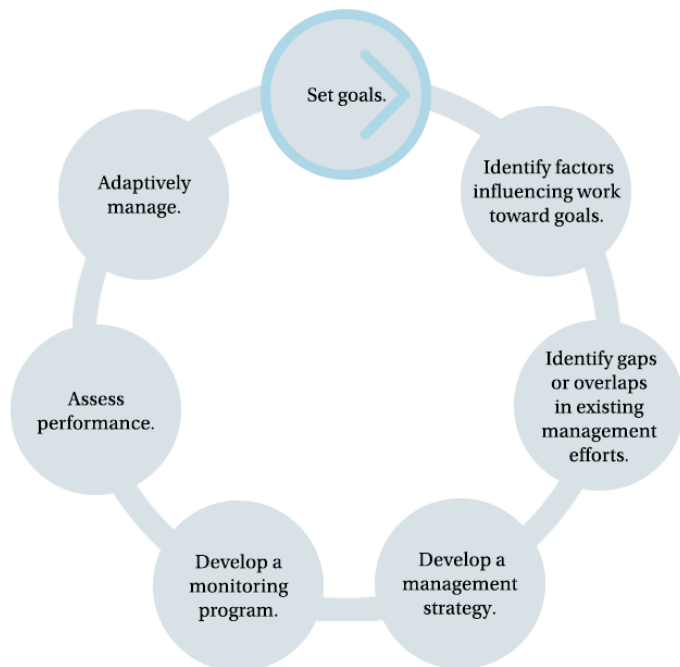 Set goals.
Identify factors
influencing work
toward goals.
Identify gaps
or overlaps
in existing
management
efforts.
Develop a
management
strategy.
Develop a
monitoring
program.
Assess
performance.
Adaptively
manage.